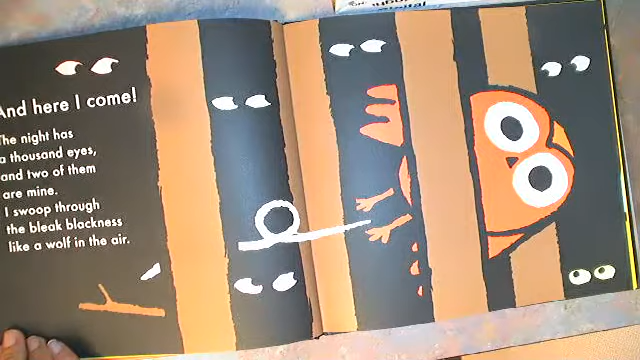 And here I come!
The night has
a thousand eyes,
and two of them
are mine.
I swoop through
the bleak blackness
like a wolf in the air.